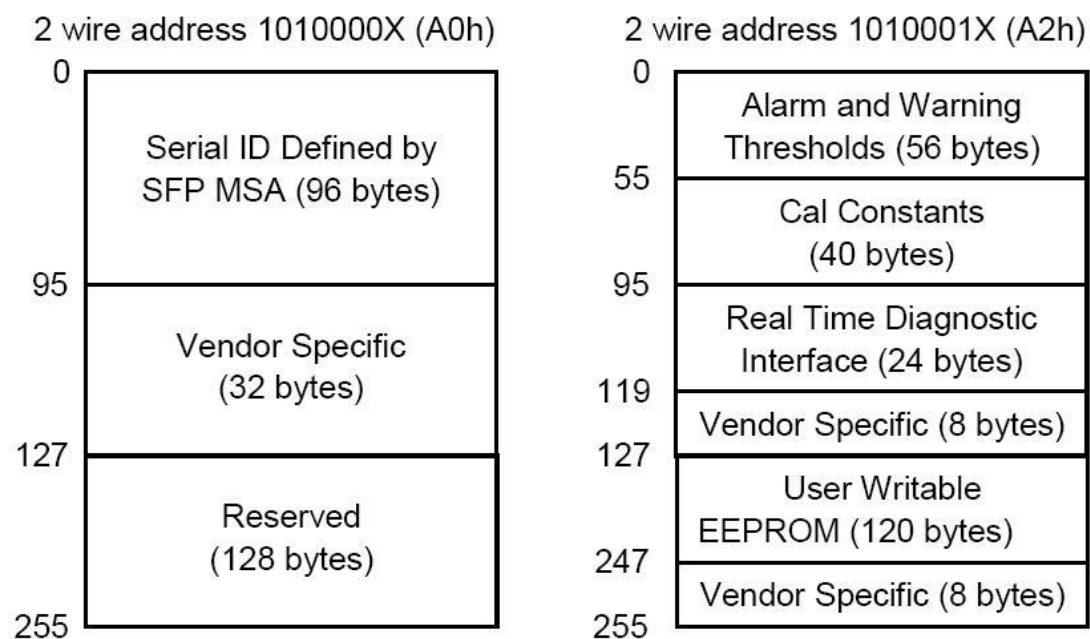 2 wire address 1010000X (A0h)
0
Serial ID Defined by
SFP MSA (96 bytes)
95
Vendor Specific
(32 bytes)
127
Reserved
(128 bytes)
255
2 wire address 1010001X (A2h)
0
Alarm and Warning
Thresholds (56 bytes)
55
Cal Constants
(40 bytes)
95
Real Time Diagnostic
Interface (24 bytes)
119
Vendor Specific (8 bytes)
127
User Writable
EEPROM (120 bytes)
247
Vendor Specific (8 bytes)
255